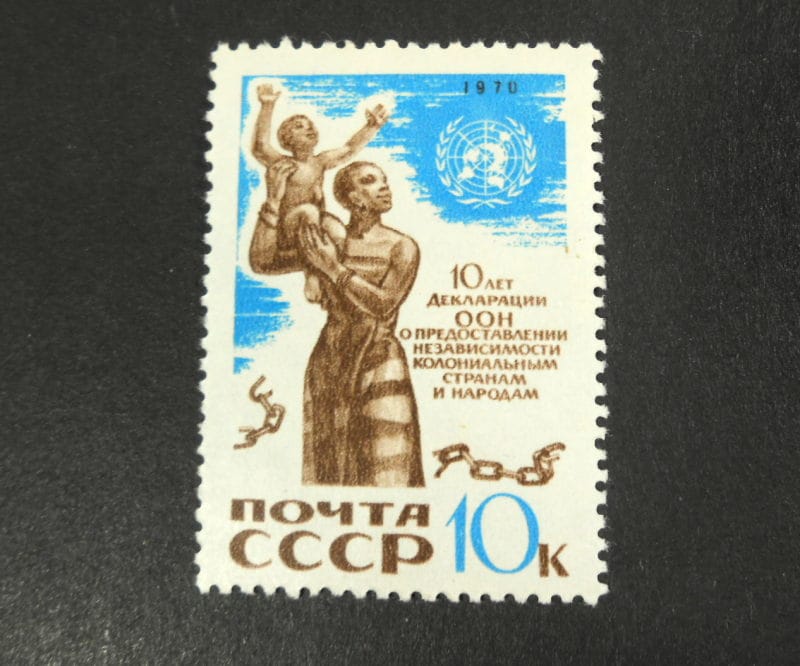 1970
10 ЛЕТ
ДЕКЛАРАЦИИ
ООН
О ПРЕДОСТАВЛЕНИИ
НЕЗАВИСИМОСТИ
КОЛОНИАЛЬНЫМ
СТРАНАМ
И НАРОДАМ
ПОЧТА
СССР 10К